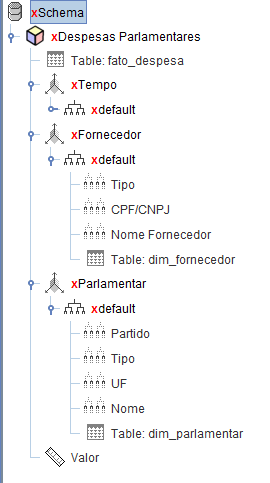 xSchema
xDespesas Parlamentares
Table: fato_despesa
xTempo
xdefault
xFornecedor
xdefault
Tipo
CPF/CNPJ
Nome Fornecedor
Table: dim_fornecedor
xParlamentar
xdefault
Partido
Tipo
UF
Nome
Table: dim_parlamentar
Valor